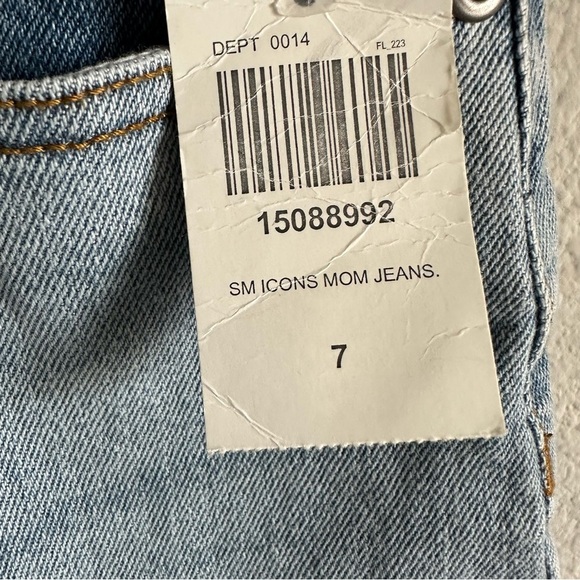 DEPT 0014 FL_223
15088992
SM ICONS MOM JEANS.
7